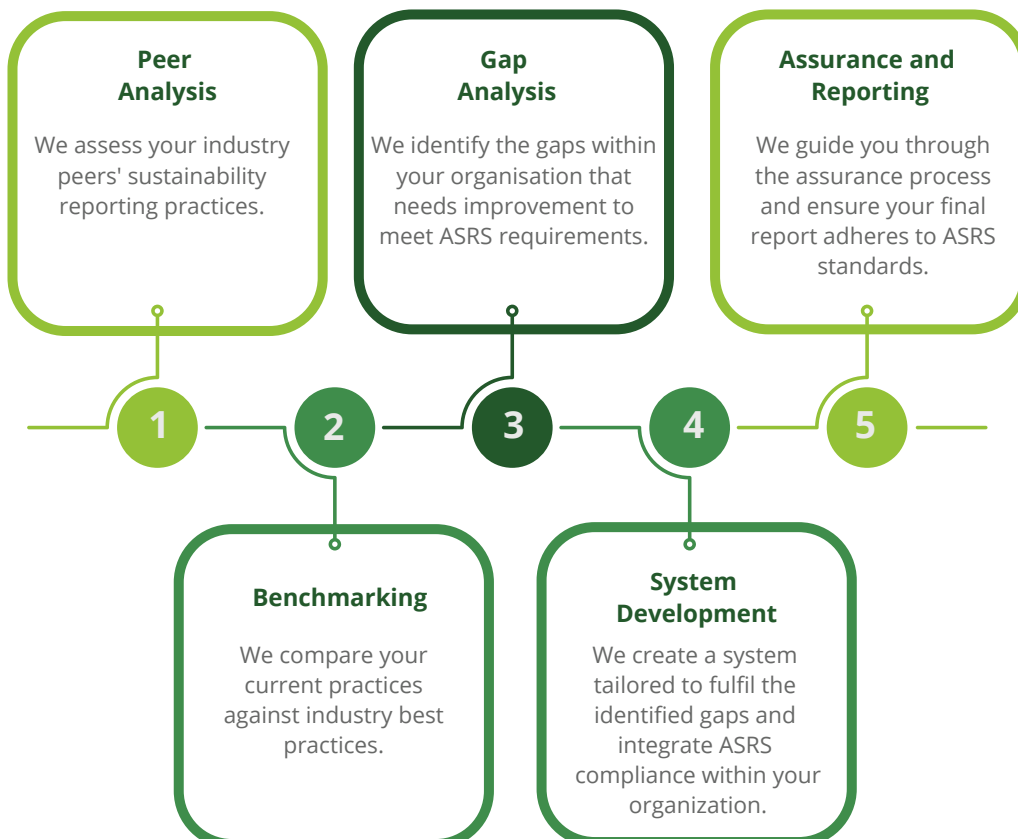 Peer
Analysis
We assess your industry
peers' sustainability
reporting practices.
Gap
Analysis
We identify the gaps within
your organisation that
needs improvement to
meet ASRS requirements.
Assurance and
Reporting
We guide you through
the assurance process
and ensure your final
report adheres to ASRS
standards.
1
2
3
4
5
Benchmarking
We compare your
current practices
against industry best
practices.
System
Development
We create a system
tailored to fulfil the
identified gaps and
integrate ASRS
compliance within your
organization.